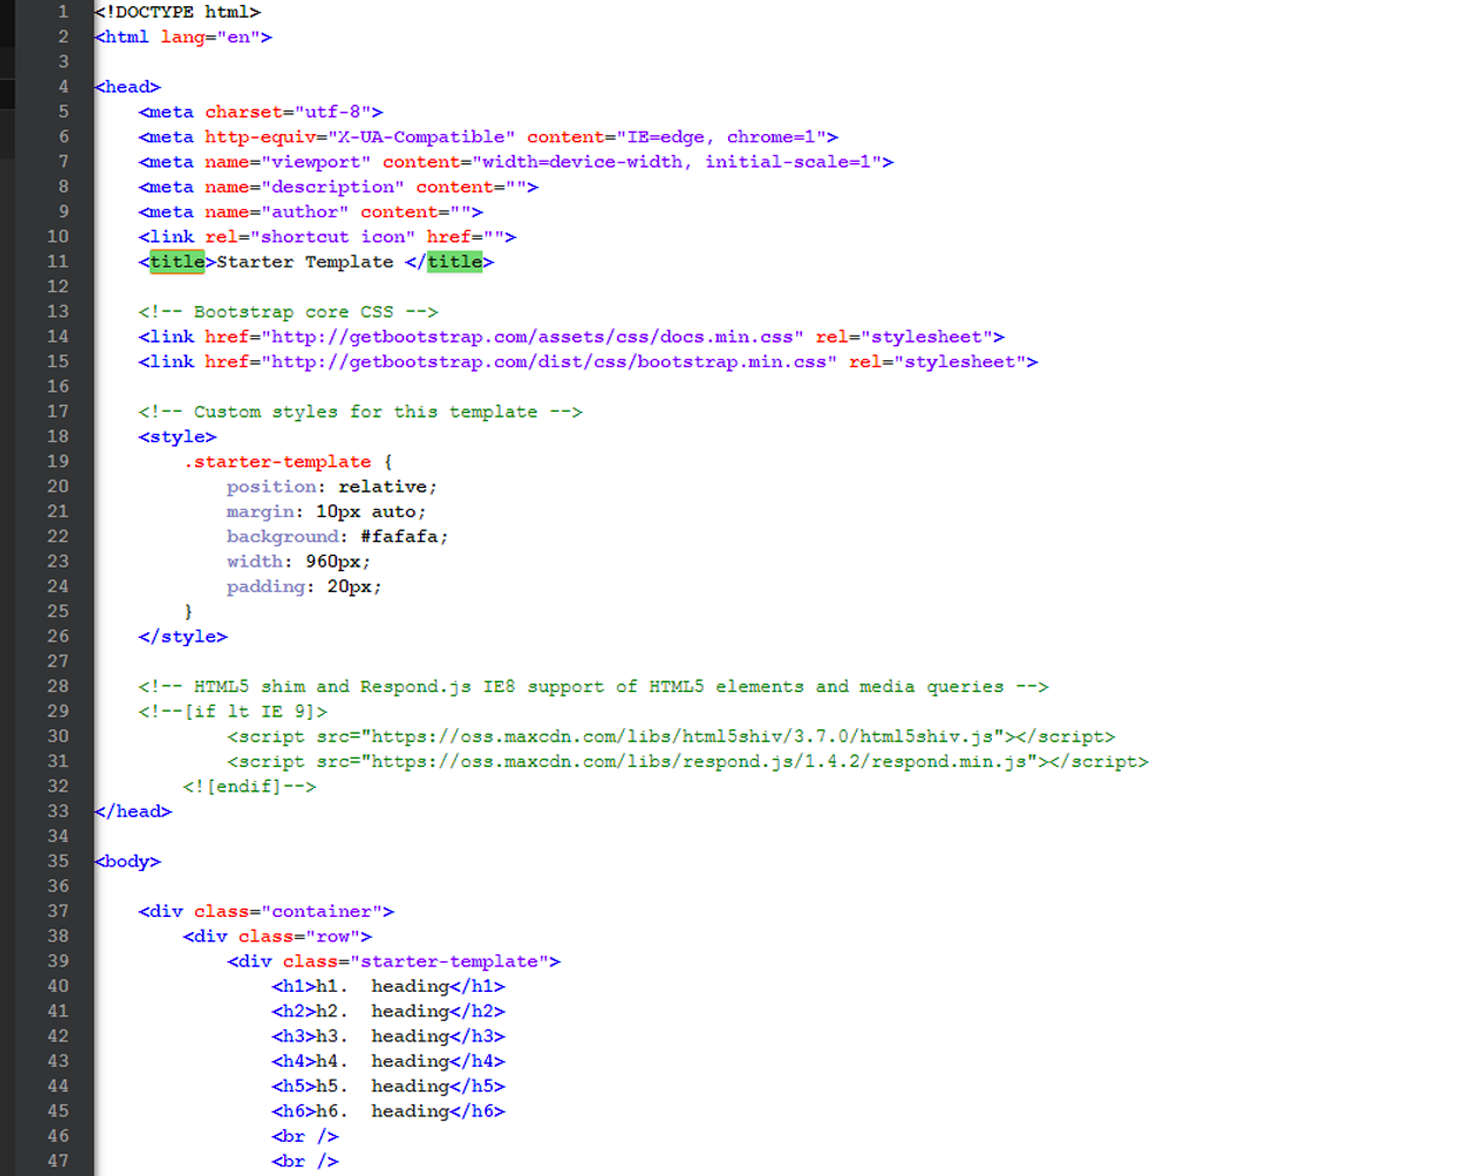 1 <!DOCTYPE html>
2 <html lang="en">
3
4 <head>
5     <meta charset="utf-8">
6     <meta http-equiv="X-UA-Compatible" content="IE=edge, chrome=1">
7     <meta name="viewport" content="width=device-width, initial-scale=1">
8     <meta name="description" content="">
9     <meta name="author" content="">
10     <link rel="shortcut icon" href="">
11     <title>Starter Template </title>
12
13     <!-- Bootstrap core CSS -->
14     <link href="http://getbootstrap.com/assets/css/docs.min.css" rel="stylesheet">
15     <link href="http://getbootstrap.com/dist/css/bootstrap.min.css" rel="stylesheet">
16
17     <!-- Custom styles for this template -->
18     <style>
19         .starter-template {
20             position: relative;
21             margin: 10px auto;
22             background: #fafafa;
23             width: 960px;
24             padding: 20px;
25         }
26     </style>
27
28     <!-- HTML5 shim and Respond.js IE8 support of HTML5 elements and media queries -->
29     <!--[if lt IE 9]>
30             <script src="https://oss.maxcdn.com/libs/html5shiv/3.7.0/html5shiv.js"></script>
31             <script src="https://oss.maxcdn.com/libs/respond.js/1.4.2/respond.min.js"></script>
32         <![endif]-->
33 </head>
34
35 <body>
36
37     <div class="container">
38         <div class="row">
39             <div class="starter-template">
40                 <h1>h1.  heading</h1>
41                 <h2>h2.  heading</h2>
42                 <h3>h3.  heading</h3>
43                 <h4>h4.  heading</h4>
44                 <h5>h5.  heading</h5>
45                 <h6>h6.  heading</h6>
46                 <br />
47                 <br />